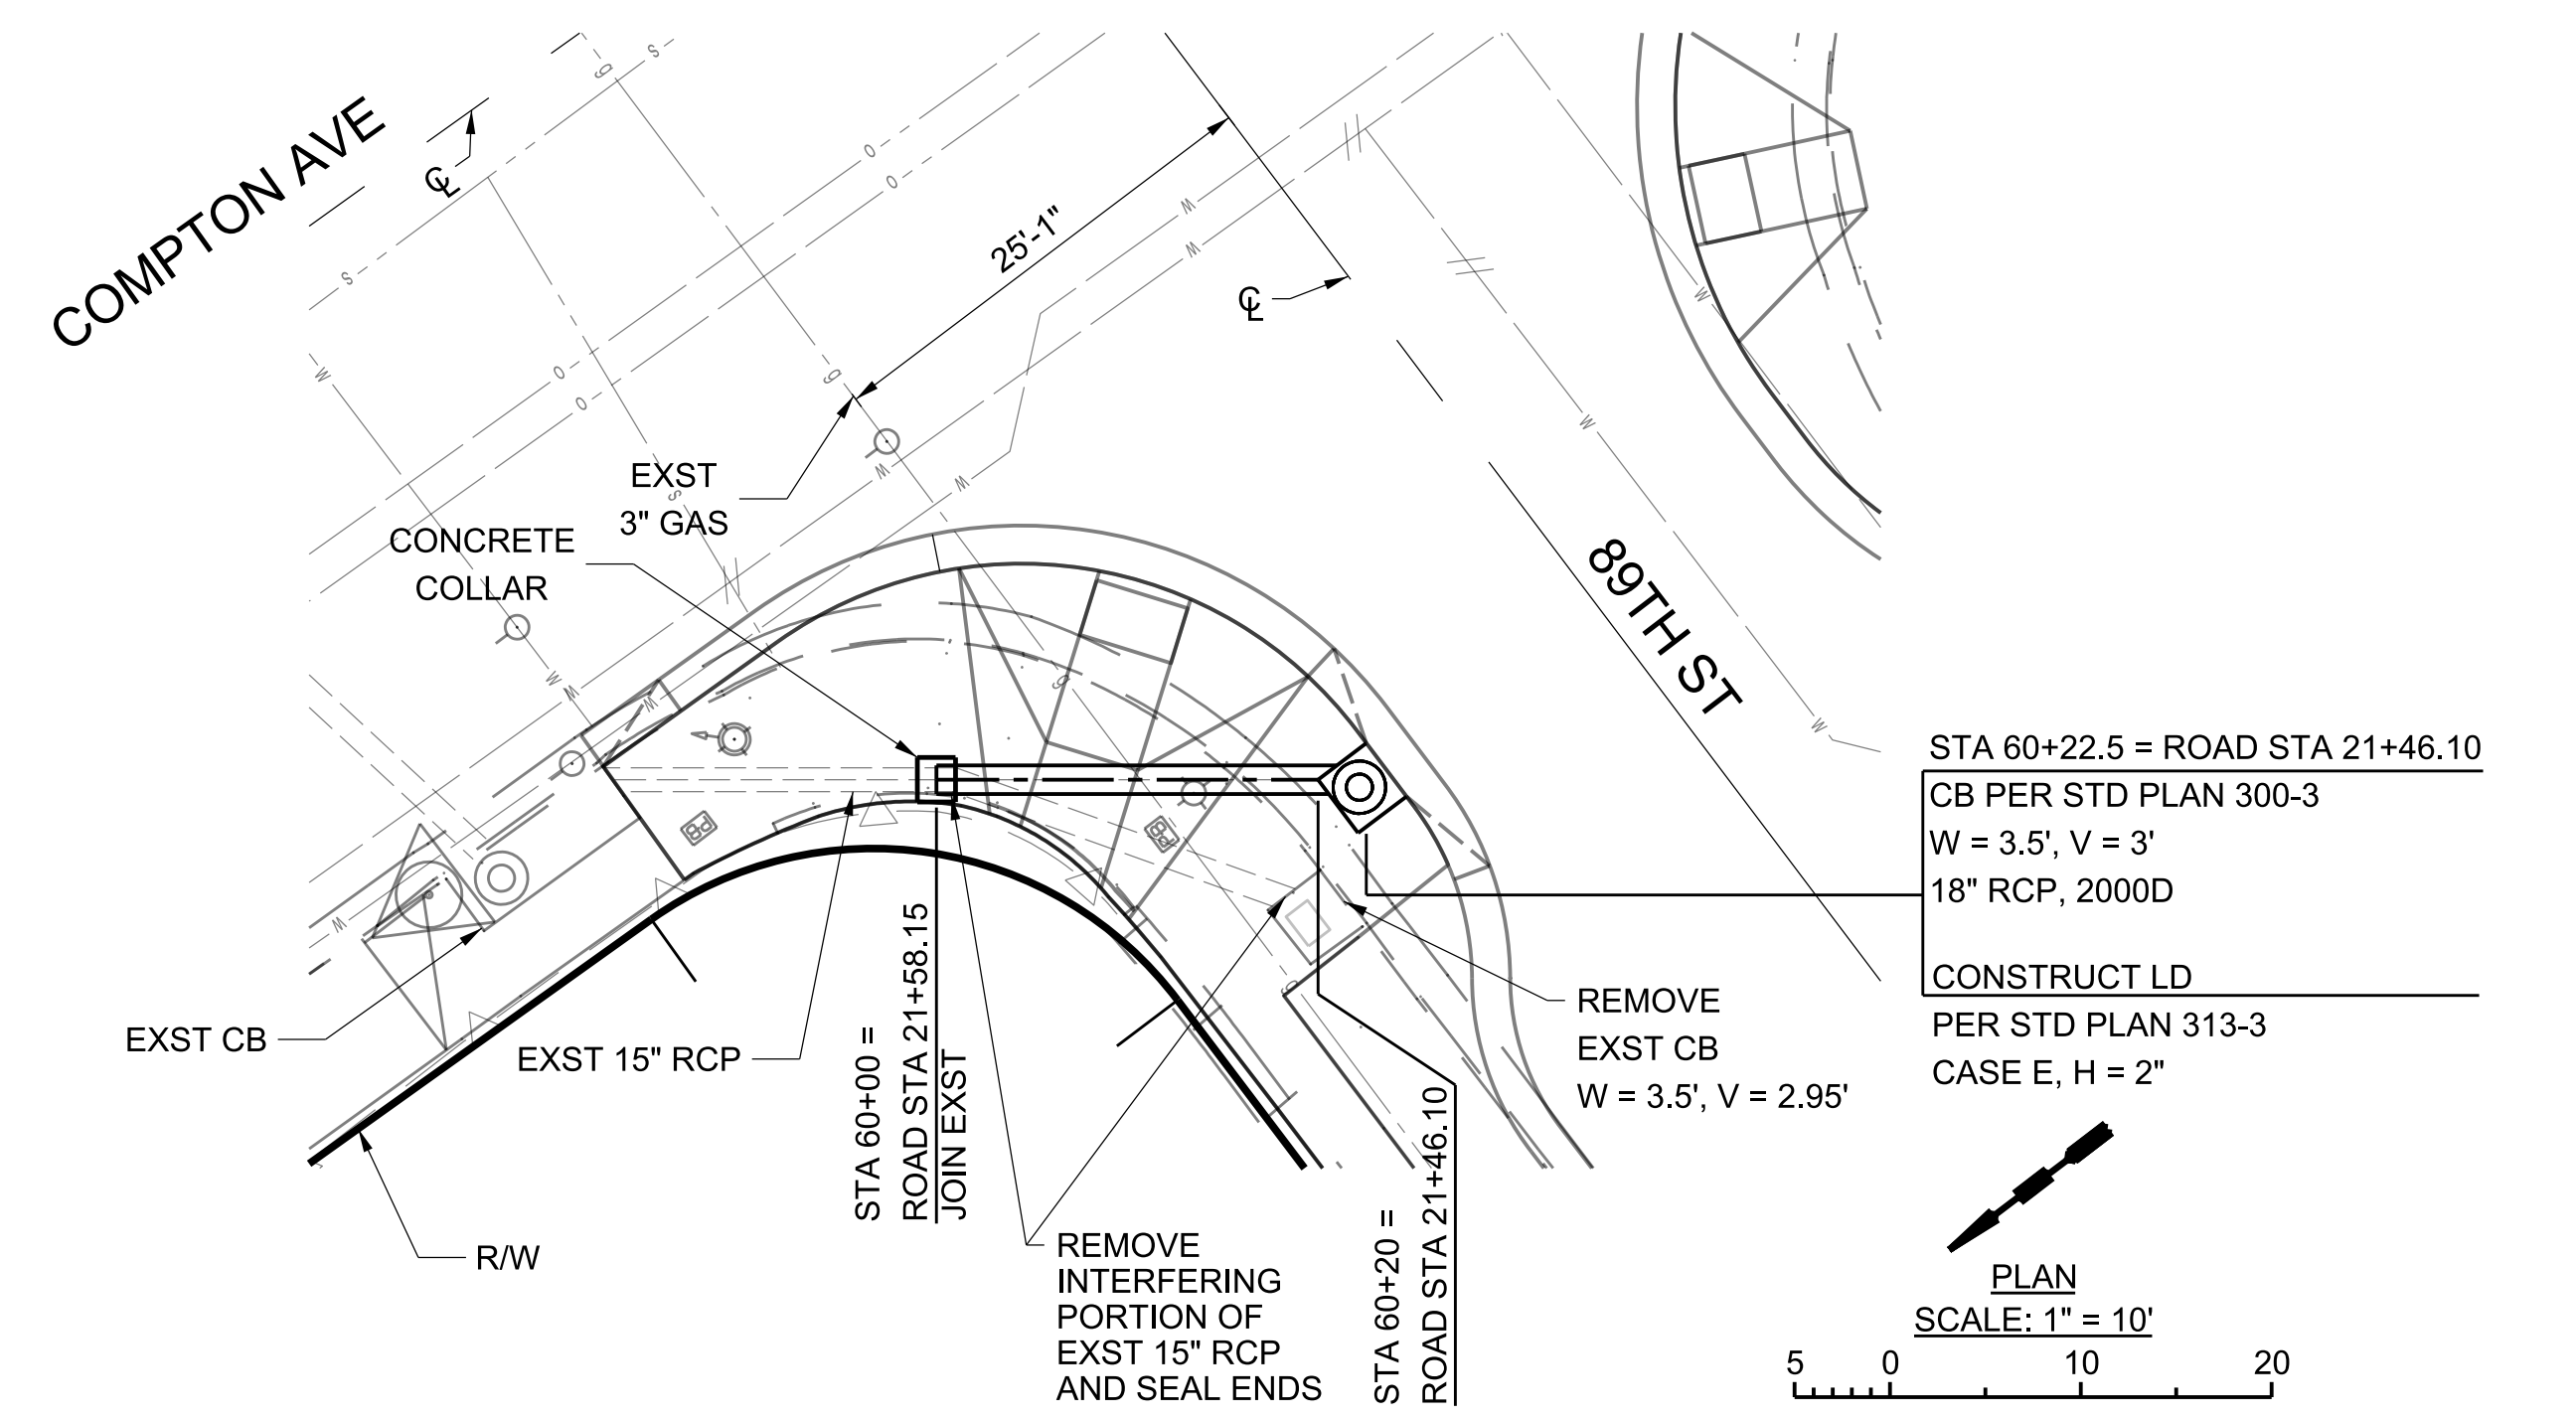 COMPTON AVE
℄
25'-1"
℄
EXST
3" GAS
CONCRETE
COLLAR
89TH ST
STA 60+22.5 = ROAD STA 21+46.10
CB PER STD PLAN 300-3
W = 3.5', V = 3'
18" RCP, 2000D
CONSTRUCT LD
PER STD PLAN 313-3
CASE E, H = 2"
EXST CB
EXST 15" RCP
STA 60+00 =
ROAD STA 21+58.15
JOIN EXST
REMOVE
EXST CB
W = 3.5', V = 2.95'
R/W
REMOVE
INTERFERING
PORTION OF
EXST 15" RCP
AND SEAL ENDS
STA 60+20 =
ROAD STA 21+46.10
PLAN
SCALE: 1" = 10'
5 0 10 20
S
S
S
S
g
g
g
g
O
O
O
O
W
W
W
W
W
W
W
W
W
W
W
W
W
PB
PB